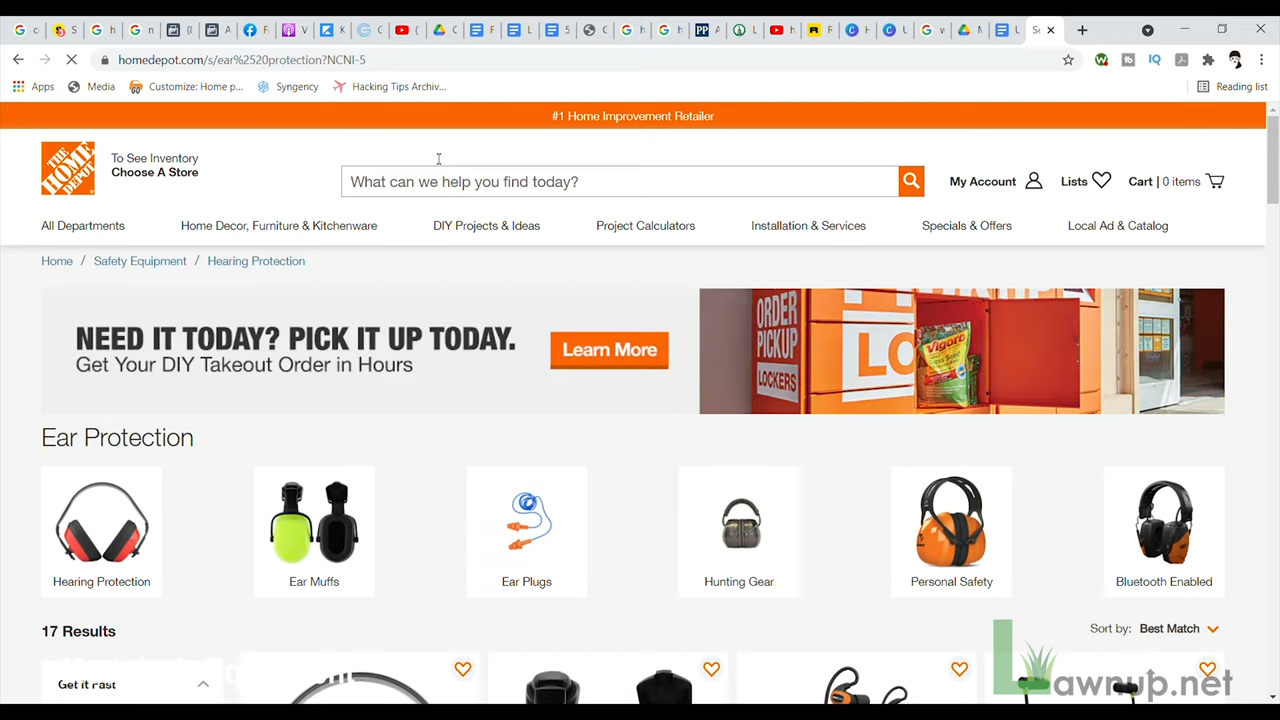 homedepot.com/s/ear%2520protection?NCNI-5
Apps Media Customize: Home p... Syngency Hacking Tips Archiv... Reading list
#1 Home Improvement Retailer
THE HOME DEPOT
To See Inventory
Choose A Store
What can we help you find today?
My Account Lists Cart | 0 items
All Departments Home Decor, Furniture & Kitchenware DIY Projects & Ideas Project Calculators Installation & Services Specials & Offers Local Ad & Catalog
Home / Safety Equipment / Hearing Protection
NEED IT TODAY? PICK IT UP TODAY.
Get Your DIY Takeout Order in Hours
Learn More
ORDER
PICKUP
LOCKERS
LO
Vigoro
Ear Protection
Hearing Protection Ear Muffs Ear Plugs Hunting Gear Personal Safety Bluetooth Enabled
17 Results
Sort by: Best Match
Get it Fast
Lawnup.net